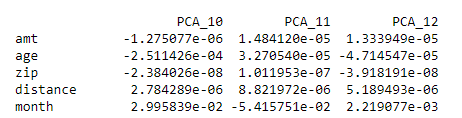 PCA_10 PCA_11 PCA_12
amt -1.275077e-06 1.484120e-05 1.333949e-05
age -2.511426e-04 3.270540e-05 -4.714547e-05
zip -2.384026e-08 1.011953e-07 -3.918191e-08
distance 2.784289e-06 8.821972e-06 5.189493e-06
month 2.995839e-02 -5.415751e-02 2.219077e-03